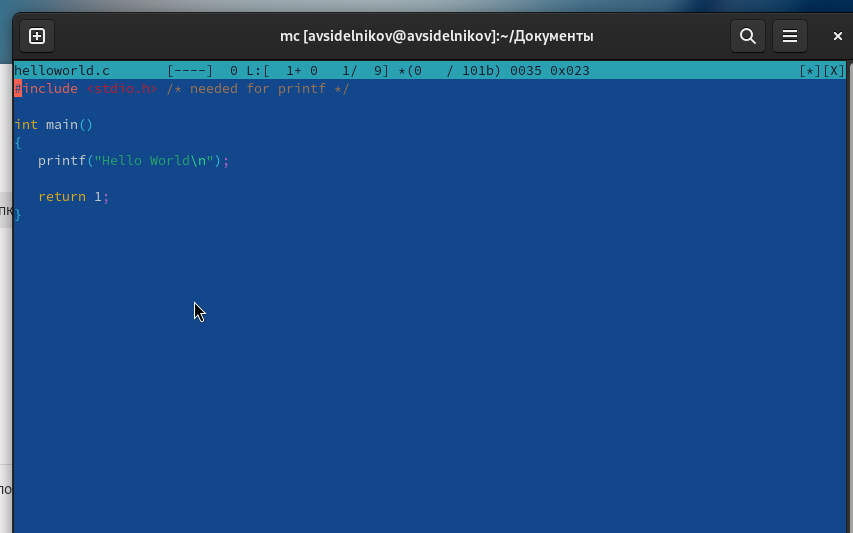 mc [avsidelnikov@avsidelnikov]:~/Документы
helloworld.c [----] 0 L:[ 1+ 0 1/ 9] *(0 / 101b) 0035 0x023 [*][X]
#include <stdio.h> /* needed for printf */
int main()
{
printf("Hello World\n");
return 1;
}